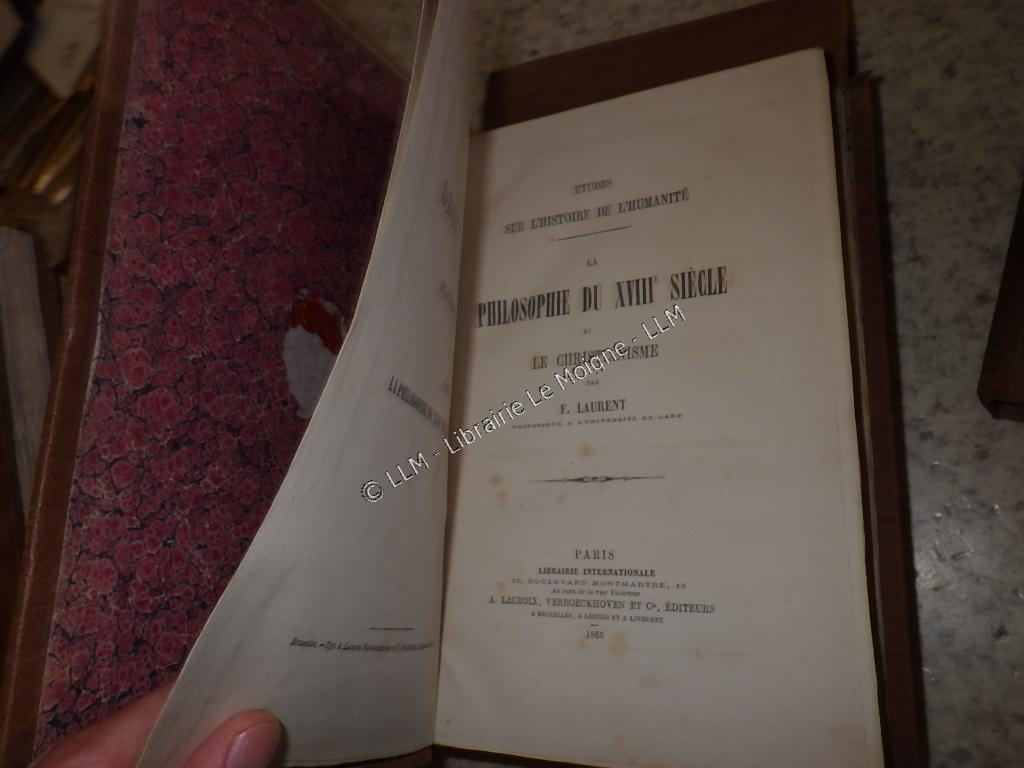 LA PHILOSOPHIE DU
ÉTUDES
SUR L'HISTOIRE DE L'HUMANITÉ
LA
PHILOSOPHIE DU XVIIIE SIÈCLE
ET
LE CHRISTIANISME
PAR
F. LAURENT
PROFESSEUR A L'UNIVERSITÉ DE GAND
PARIS
LIBRAIRIE INTERNATIONALE
15, BOULEVARD MONTMARTRE, 15
Au coin de la rue Vivienne
A. LACROIX, VERBOECKHOVEN ET Cie, ÉDITEURS
A BRUXELLES, A LEIPZIG ET A LIVOURNE
1866
© LLM - Librairie Le Moigne - LLM